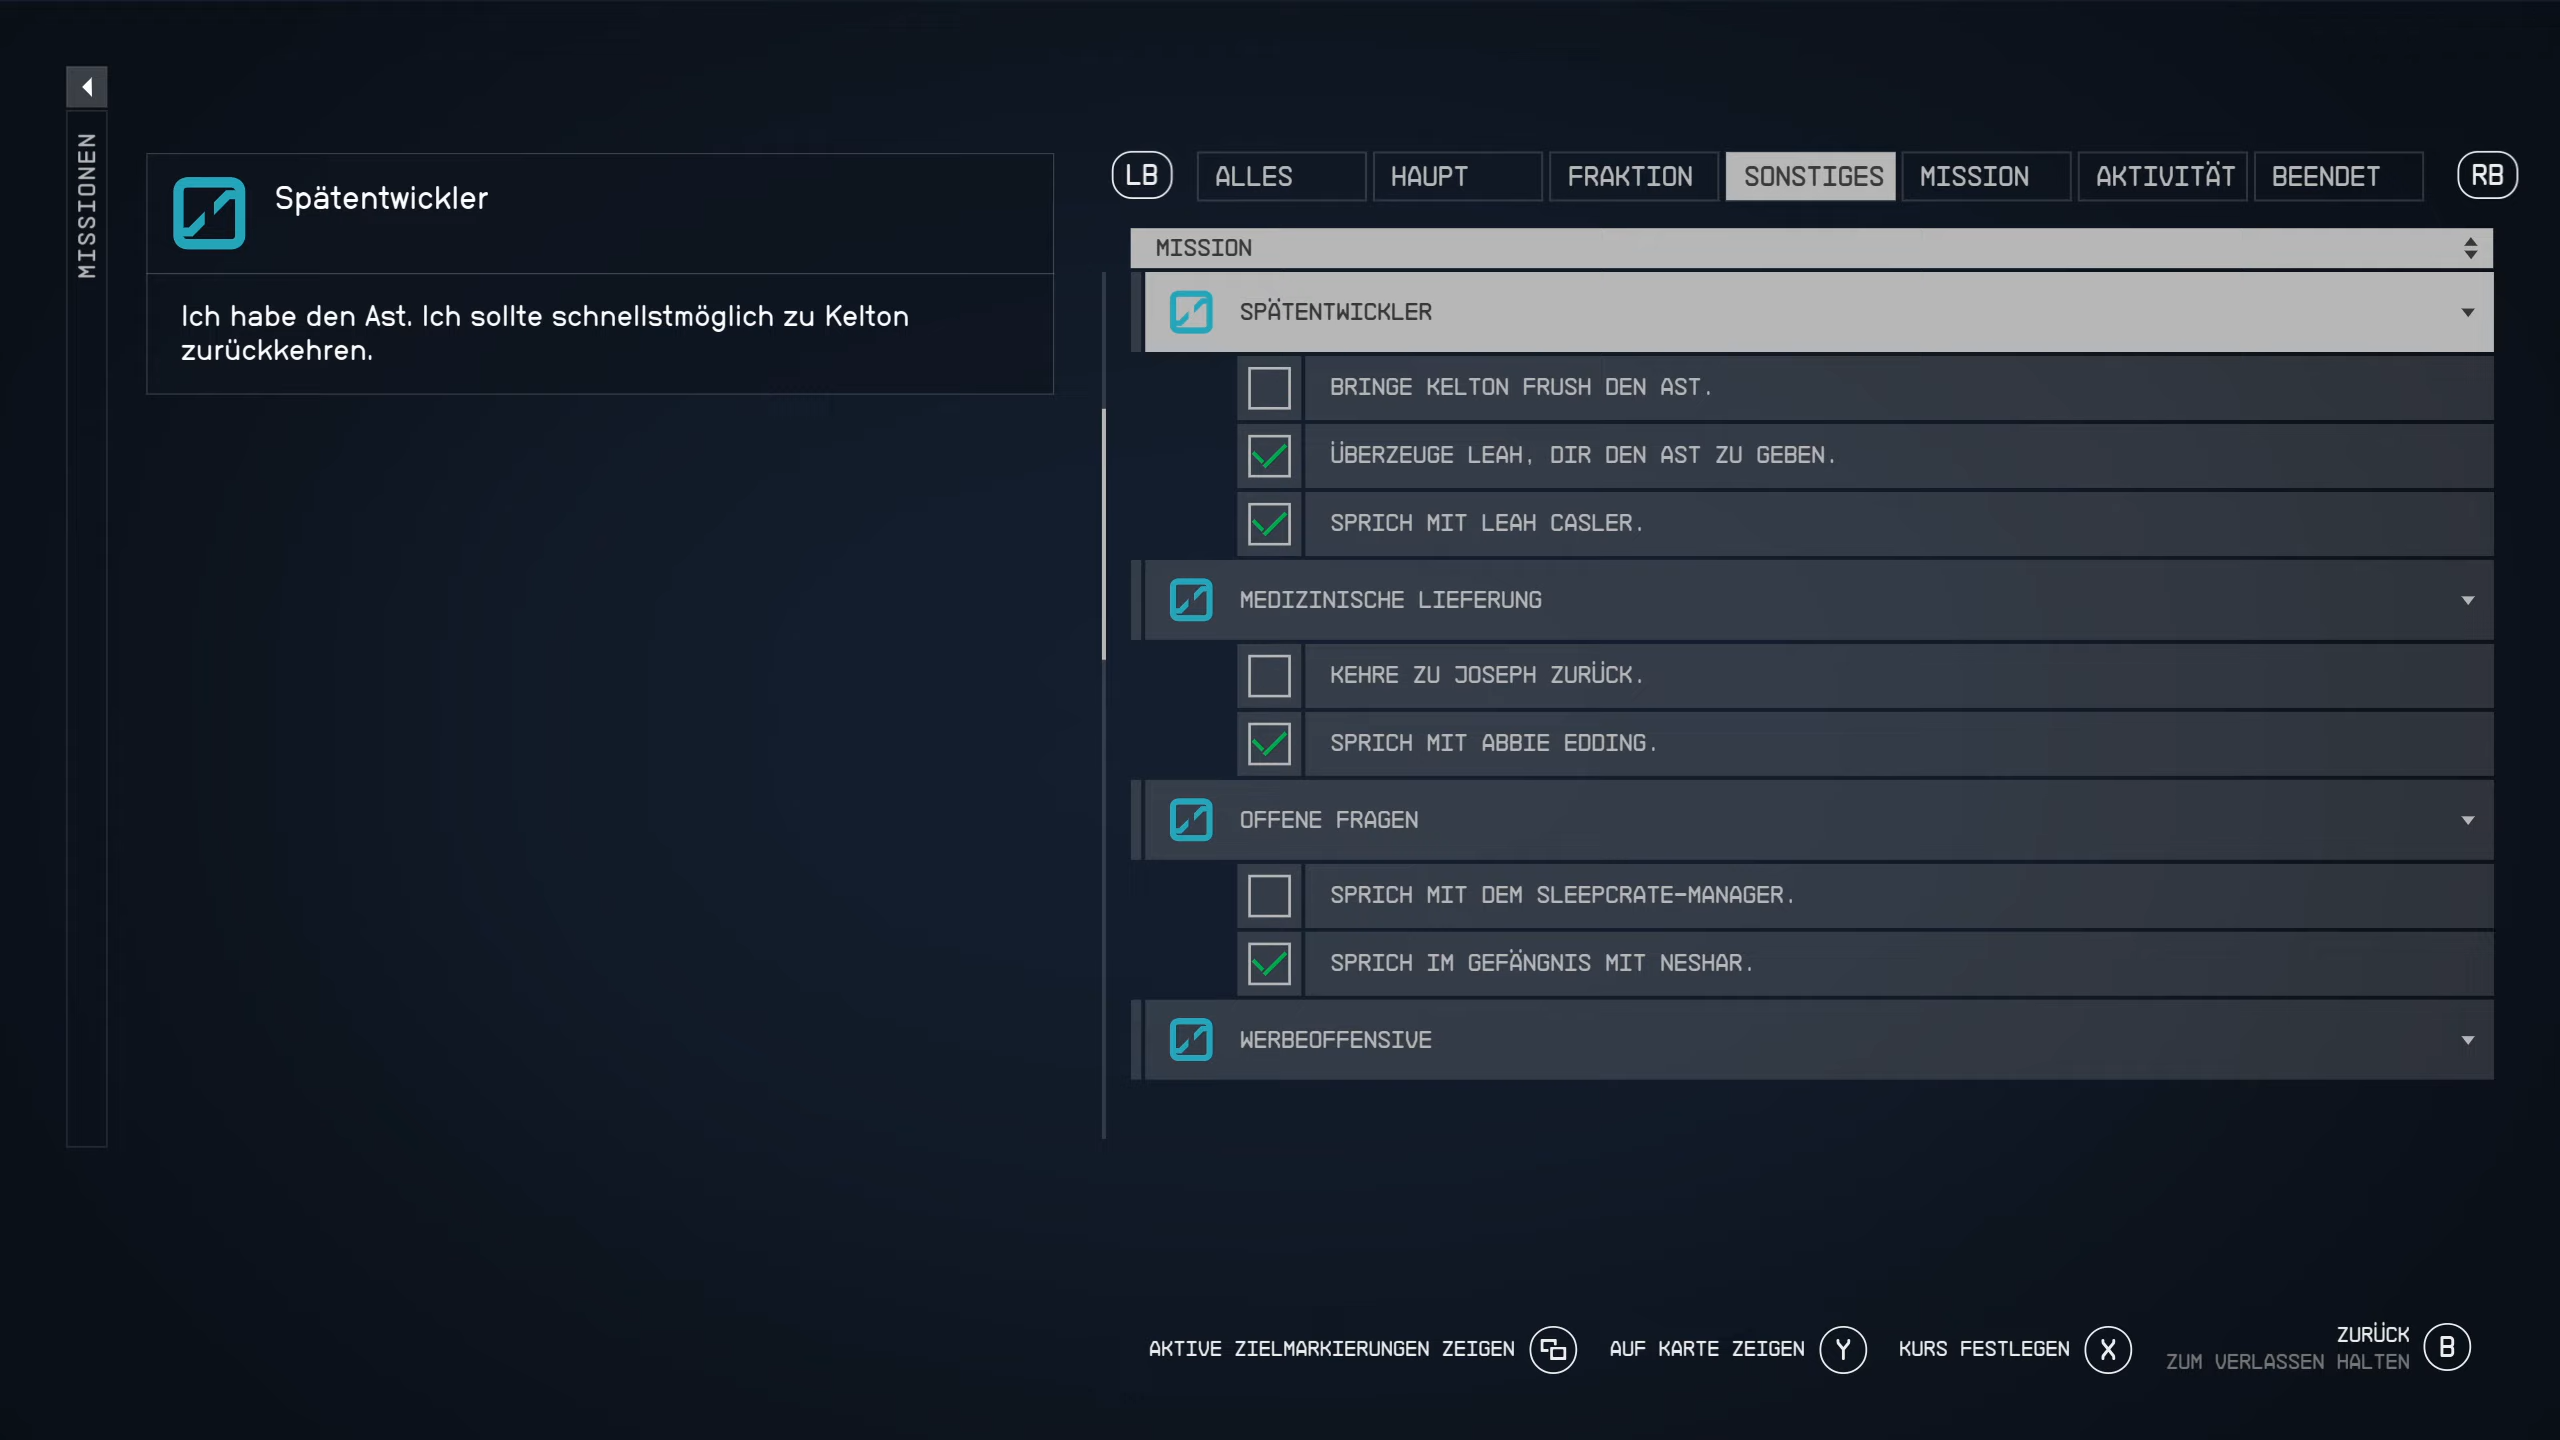 MISSIONEN
Spätentwickler
Ich habe den Ast. Ich sollte schnellstmöglich zu Kelton
zurückkehren.
LB
ALLES
HAUPT
FRAKTION
SONSTIGES
MISSION
AKTIVITÄT
BEENDET
RB
MISSION
SPÄTENTWICKLER
BRINGE KELTON FRUSH DEN AST.
ÜBERZEUGE LEAH, DIR DEN AST ZU GEBEN.
SPRICH MIT LEAH CASLER.
MEDIZINISCHE LIEFERUNG
KEHRE ZU JOSEPH ZURÜCK.
SPRICH MIT ABBIE EDDING.
OFFENE FRAGEN
SPRICH MIT DEM SLEEPCRATE-MANAGER.
SPRICH IM GEFÄNGNIS MIT NESHAR.
WERBEOFFENSIVE
AKTIVE ZIELMARKIERUNGEN ZEIGEN
AUF KARTE ZEIGEN Y
KURS FESTLEGEN X
ZURÜCK B
ZUM VERLASSEN HALTEN